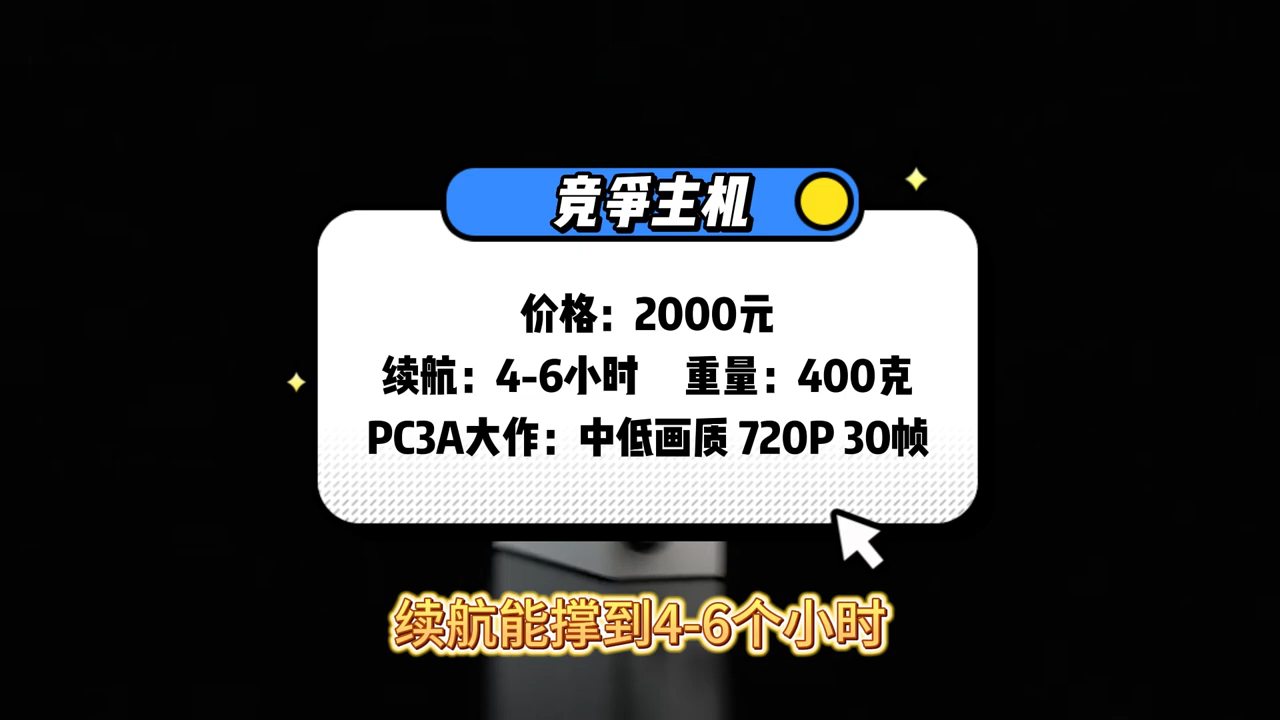 竞争主机
价格：2000元
续航：4-6小时 重量：400克
PC3A大作：中低画质 720P 30帧
续航能撑到4-6个小时